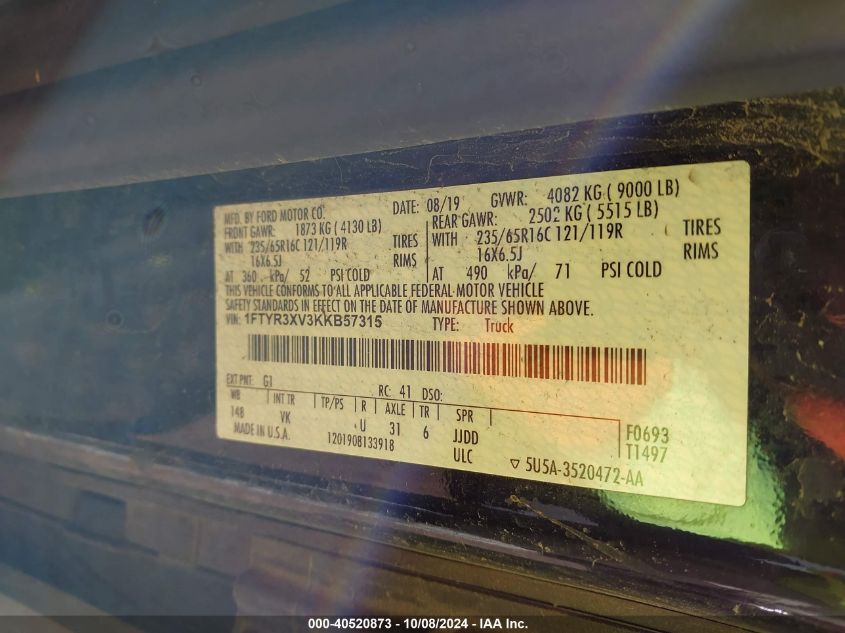 MFD. BY FORD MOTOR CO. DATE: 08/19 GVWR: 4082 KG ( 9000 LB)
FRONT GAWR: 1873 KG ( 4130 LB) REAR GAWR: 2502 KG ( 5515 LB)
WITH 235/65R16C 121/119R TIRES WITH 235/65R16C 121/119R TIRES
16X6.5J RIMS 16X6.5J RIMS
AT 360 kPa/ 52 PSI COLD AT 490 kPa/ 71 PSI COLD
THIS VEHICLE CONFORMS TO ALL APPLICABLE FEDERAL MOTOR VEHICLE
SAFETY STANDARDS IN EFFECT ON THE DATE OF MANUFACTURE SHOWN ABOVE.
VIN: 1FTYR3XV3KKB57315 TYPE: Truck
EXT PNT: G1 RC: 41 DSO:
WB INT TR TP/PS R AXLE TR SPR
148 VK U 31 6 JJDD F0693
MADE IN U.S.A. 1201908133918 ULC T1497
▽ 5U5A-3520472-AA
000-40520873 - 10/08/2024 - IAA Inc.